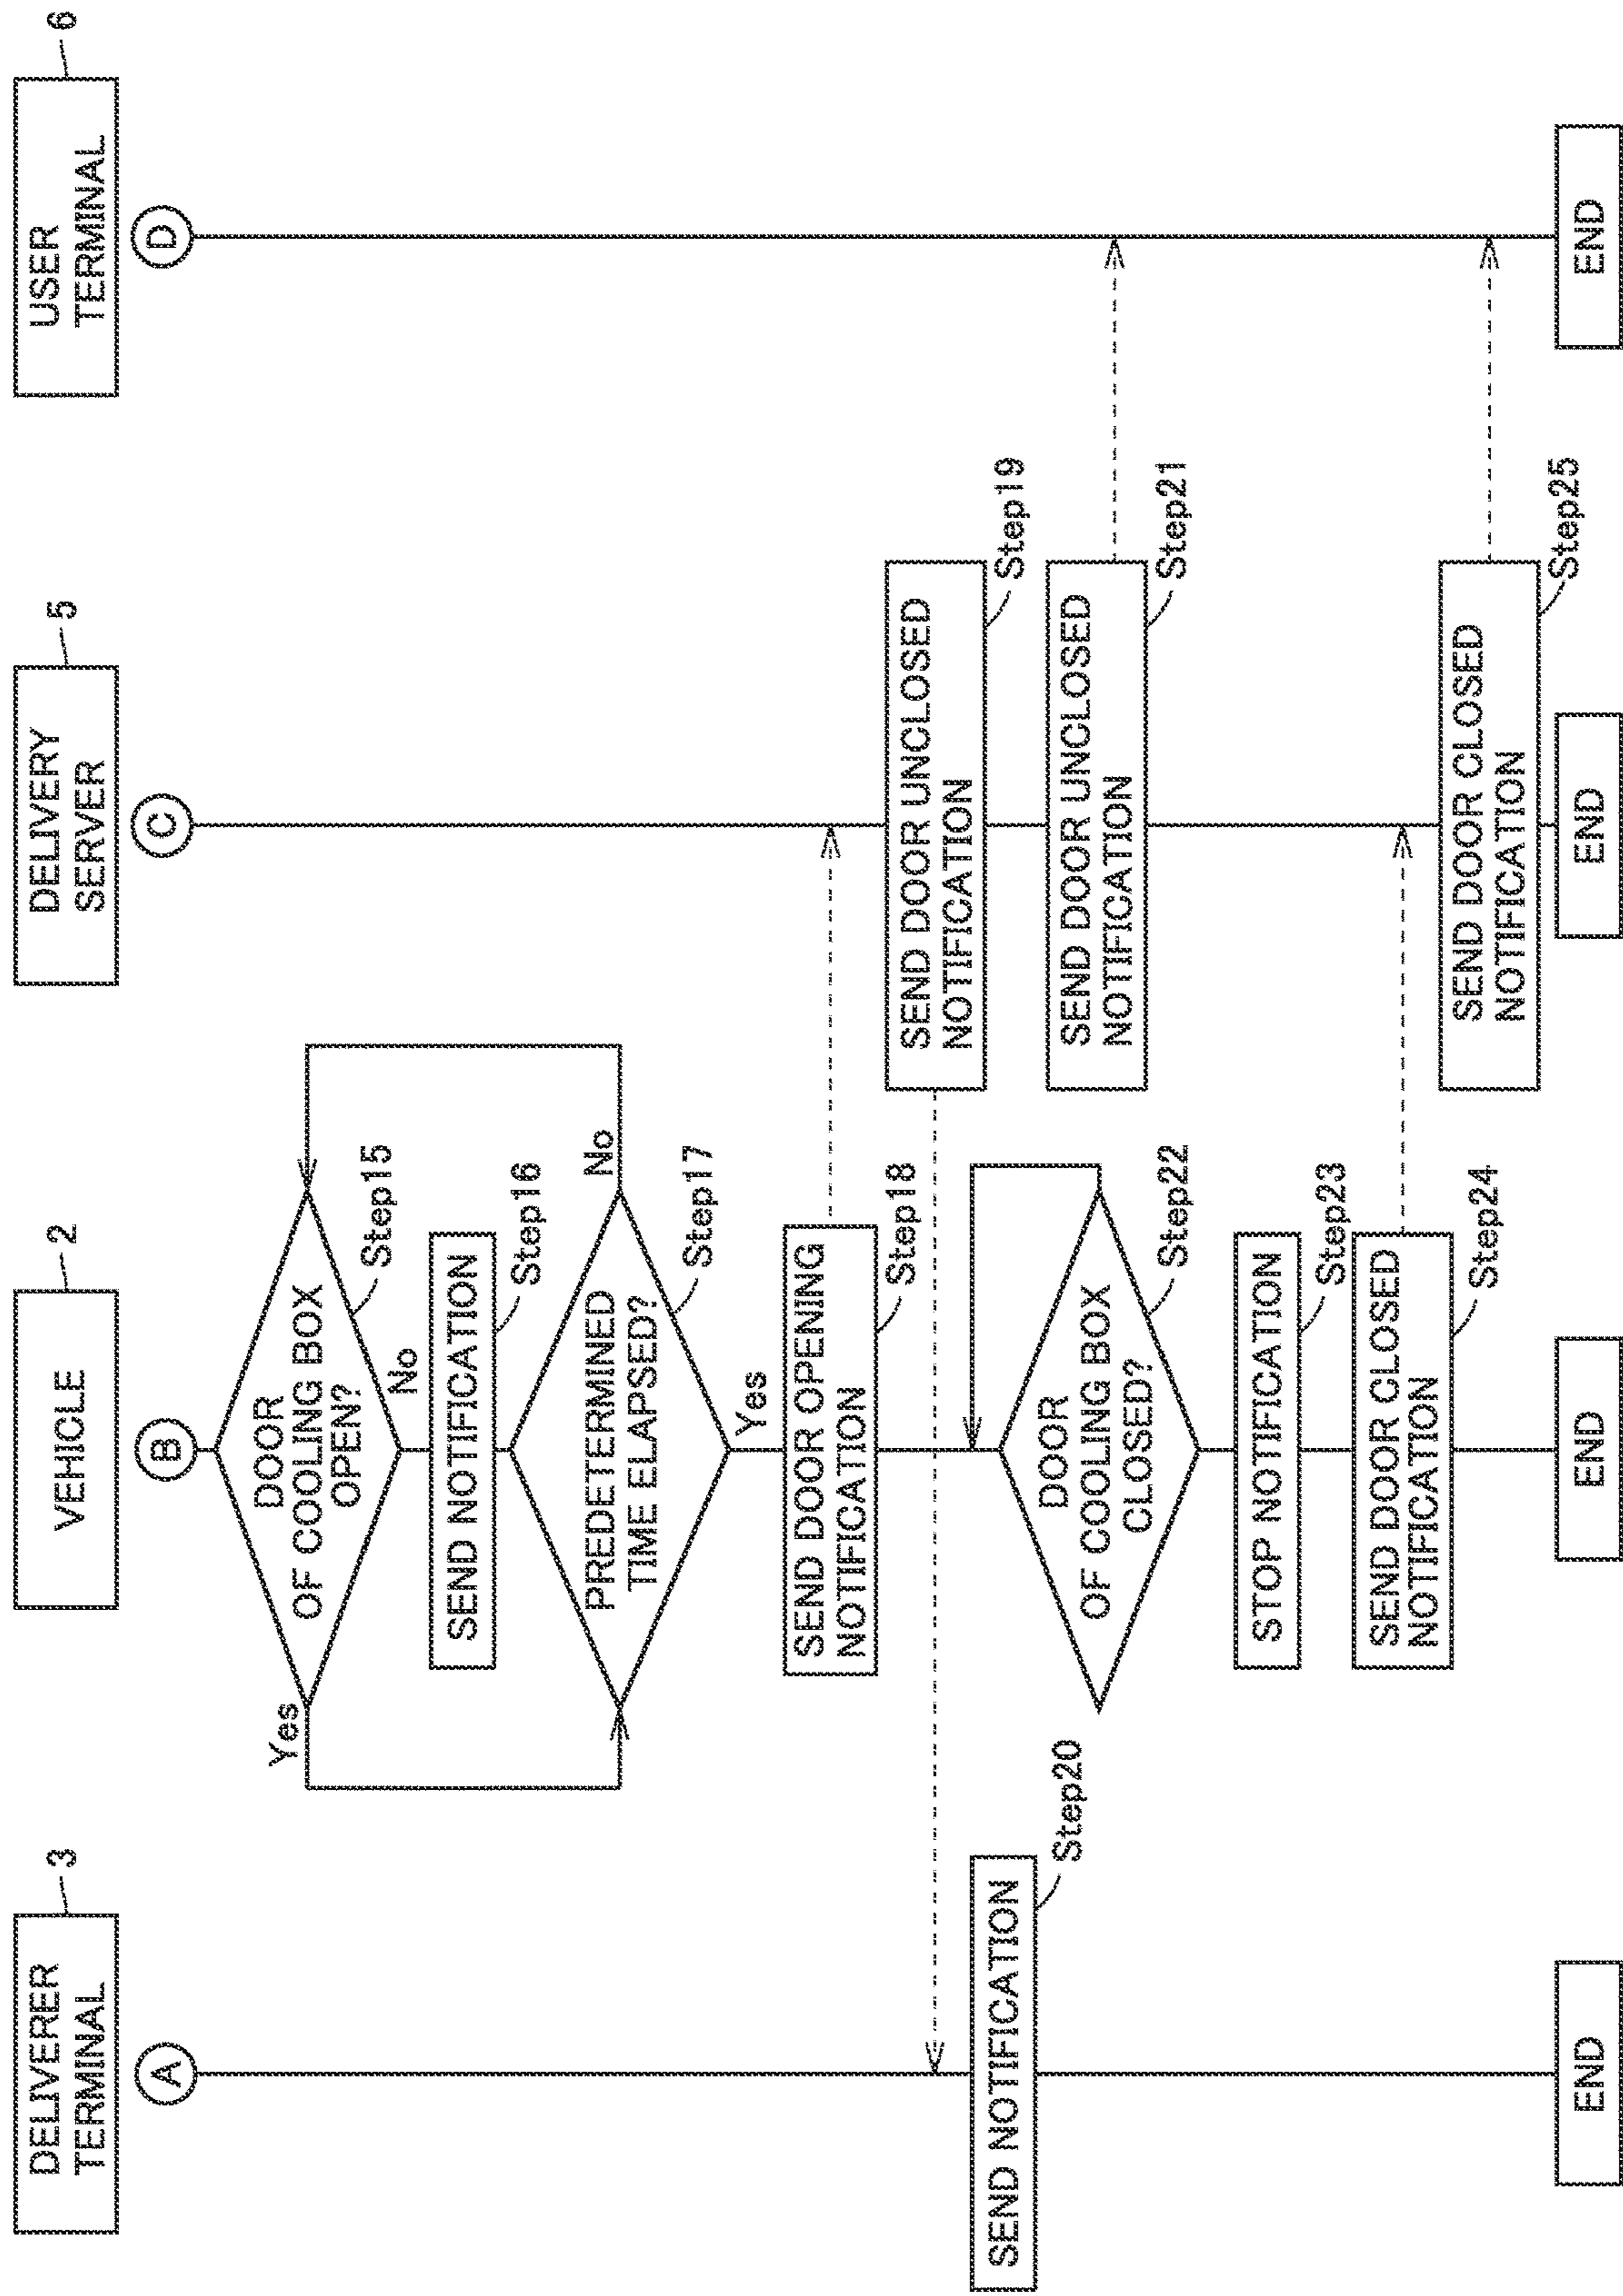 DELIVERER
TERMINAL
3
VEHICLE
2
DELIVERY
SERVER
5
USER
TERMINAL
6
A
B
C
D
DOOR
OF COOLING BOX
OPEN?
Yes
No
Step15
SEND NOTIFICATION
Step16
PREDETERMINED
TIME ELAPSED?
No
Step17
Yes
SEND DOOR OPENING
NOTIFICATION
Step18
SEND DOOR UNCLOSED
NOTIFICATION
Step19
SEND NOTIFICATION
Step20
SEND DOOR UNCLOSED
NOTIFICATION
Step21
DOOR
OF COOLING BOX
CLOSED?
Step22
STOP NOTIFICATION
Step23
SEND DOOR CLOSED
NOTIFICATION
Step24
SEND DOOR CLOSED
NOTIFICATION
Step25
END
END
END
END